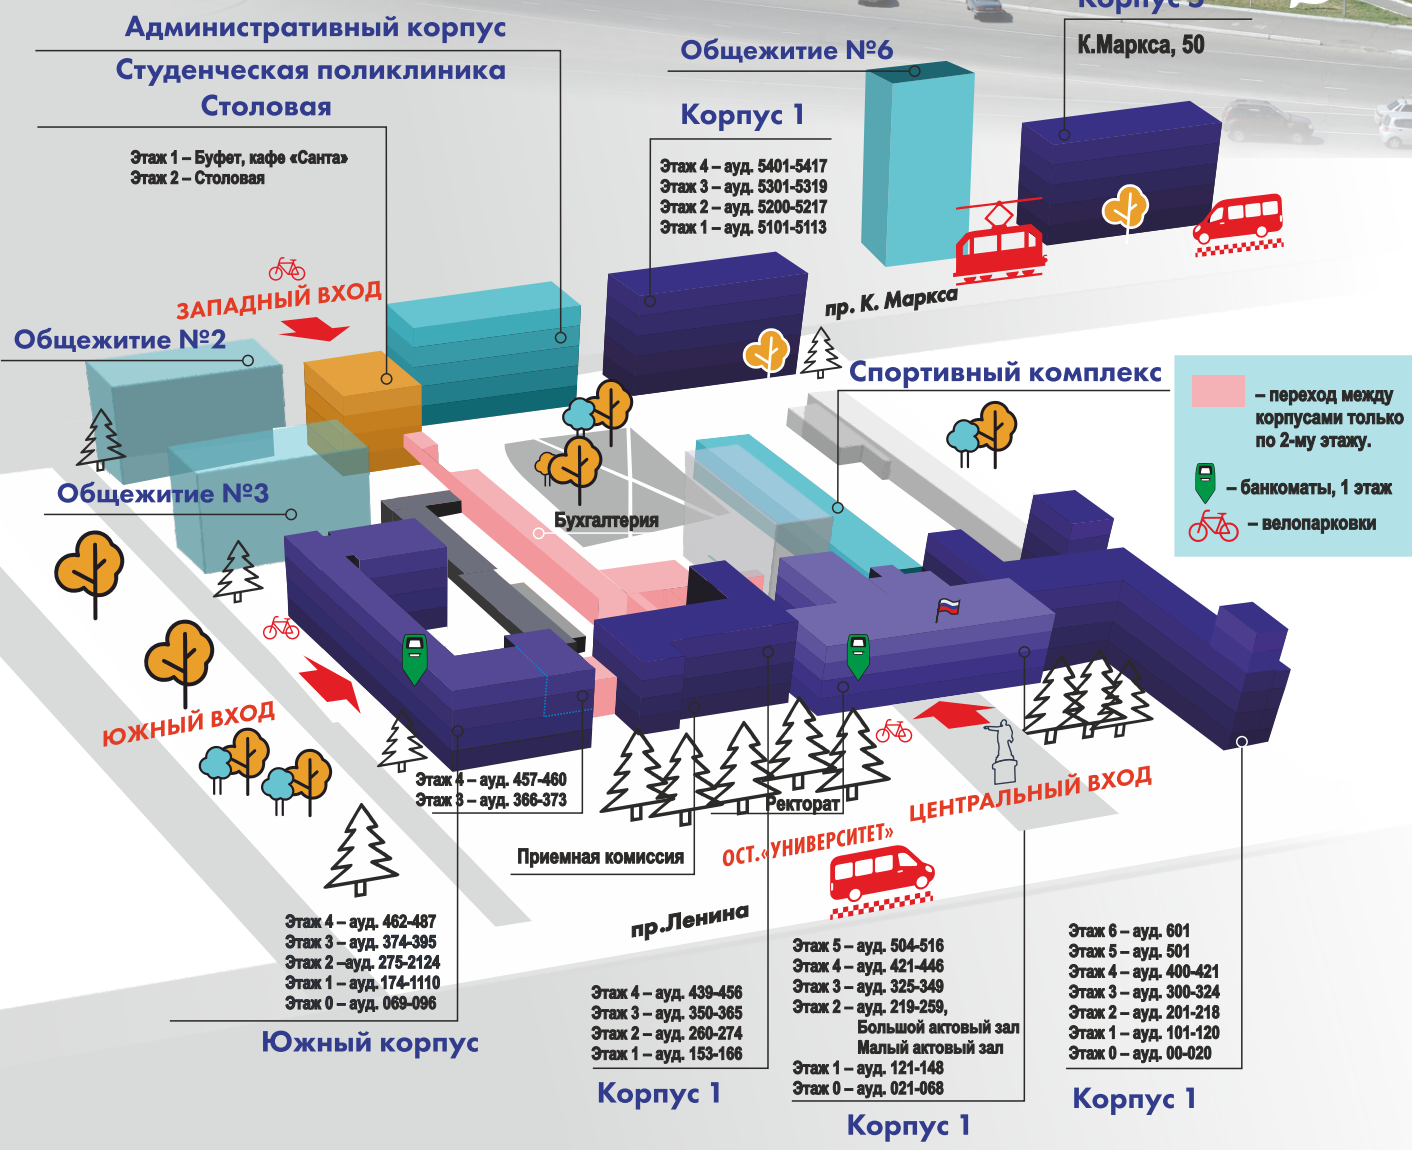 Административный корпус
Студенческая поликлиника
Столовая
Этаж 1 – Буфет, кафе «Санта»
Этаж 2 – Столовая
Общежитие №6
Корпус 1
Этаж 4 – ауд. 5401-5417
Этаж 3 – ауд. 5301-5319
Этаж 2 – ауд. 5200-5217
Этаж 1 – ауд. 5101-5113
Корпус
К.Маркса, 50
ЗАПАДНЫЙ ВХОД
Общежитие №2
пр. К. Маркса
Спортивный комплекс
– переход между
корпусами только
по 2-му этажу.
– банкоматы, 1 этаж
– велопарковки
Общежитие №3
Бухгалтерия
ЮЖНЫЙ ВХОД
Этаж 4 – ауд. 457-460
Этаж 3 – ауд. 366-373
Ректорат
ЦЕНТРАЛЬНЫЙ ВХОД
Приемная комиссия
ОСТ.«УНИВЕРСИТЕТ»
пр.Ленина
Этаж 4 – ауд. 462-487
Этаж 3 – ауд. 374-395
Этаж 2 –ауд. 275-2124
Этаж 1 – ауд.174-1110
Этаж 0 – ауд. 069-096
Южный корпус
Этаж 4 – ауд. 439-456
Этаж 3 – ауд. 350-365
Этаж 2 – ауд. 260-274
Этаж 1 – ауд. 153-166
Корпус 1
Этаж 5 – ауд. 504-516
Этаж 4 – ауд. 421-446
Этаж 3 – ауд. 325-349
Этаж 2 – ауд. 219-259,
Большой актовый зал
Малый актовый зал
Этаж 1 – ауд. 121-148
Этаж 0 – ауд. 021-068
Корпус 1
Этаж 6 – ауд. 601
Этаж 5 – ауд. 501
Этаж 4 – ауд. 400-421
Этаж 3 – ауд. 300-324
Этаж 2 – ауд. 201-218
Этаж 1 – ауд. 101-120
Этаж 0 – ауд. 00-020
Корпус 1